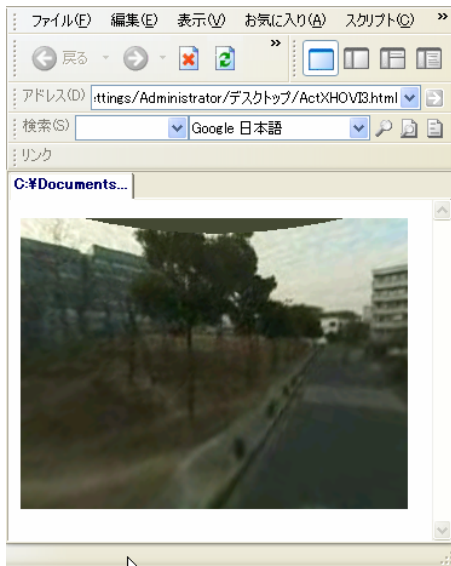 ファイル(F) 編集(E) 表示(V) お気に入り(A) スクリプト(C) »
戻る »
アドレス(D) ttings/Administrator/デスクトップ/ActXHOVI3.html
検索(S) Google 日本語
リンク
C:¥Documents...